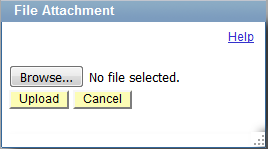 File Attachment
Help
Browse... No file selected.
Upload Cancel